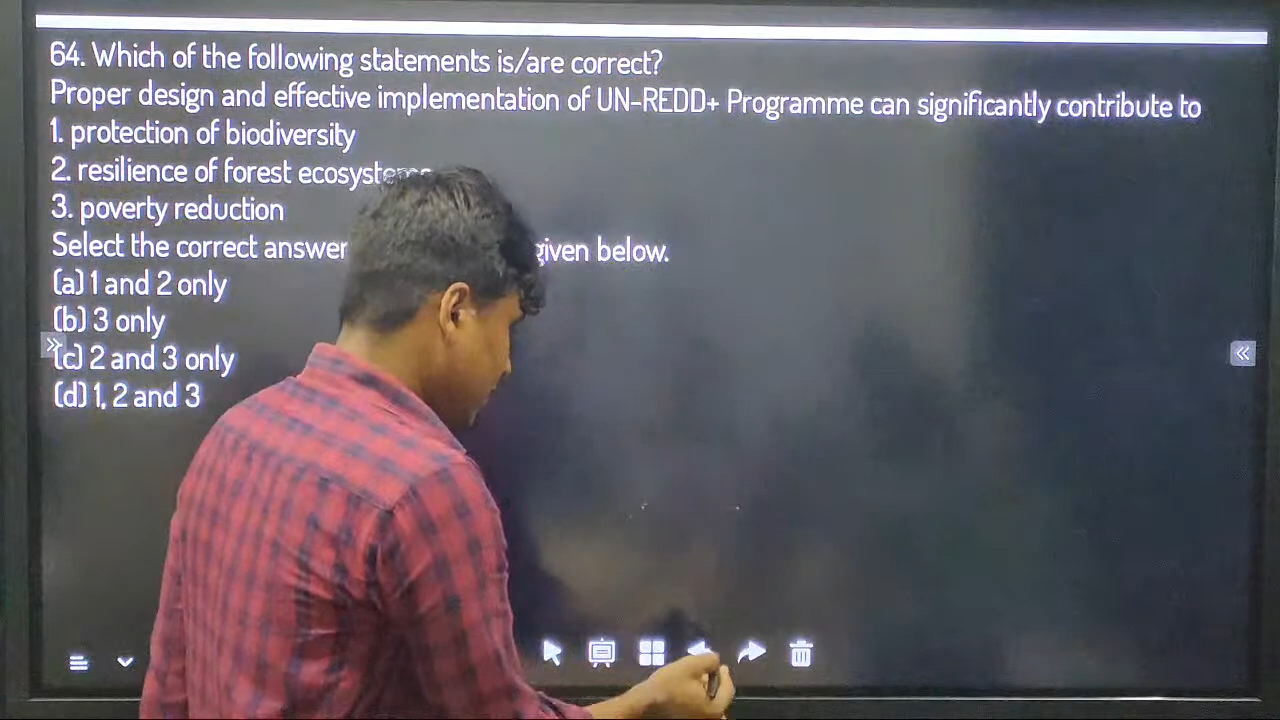 64. Which of the following statements is/are correct?
Proper design and effective implementation of UN-REDD+ Programme can significantly contribute to
1. protection of biodiversity
2. resilience of forest ecosystems
3. poverty reduction
Select the correct answer given below.
(a) 1 and 2 only
(b) 3 only
(c) 2 and 3 only
(d) 1, 2 and 3